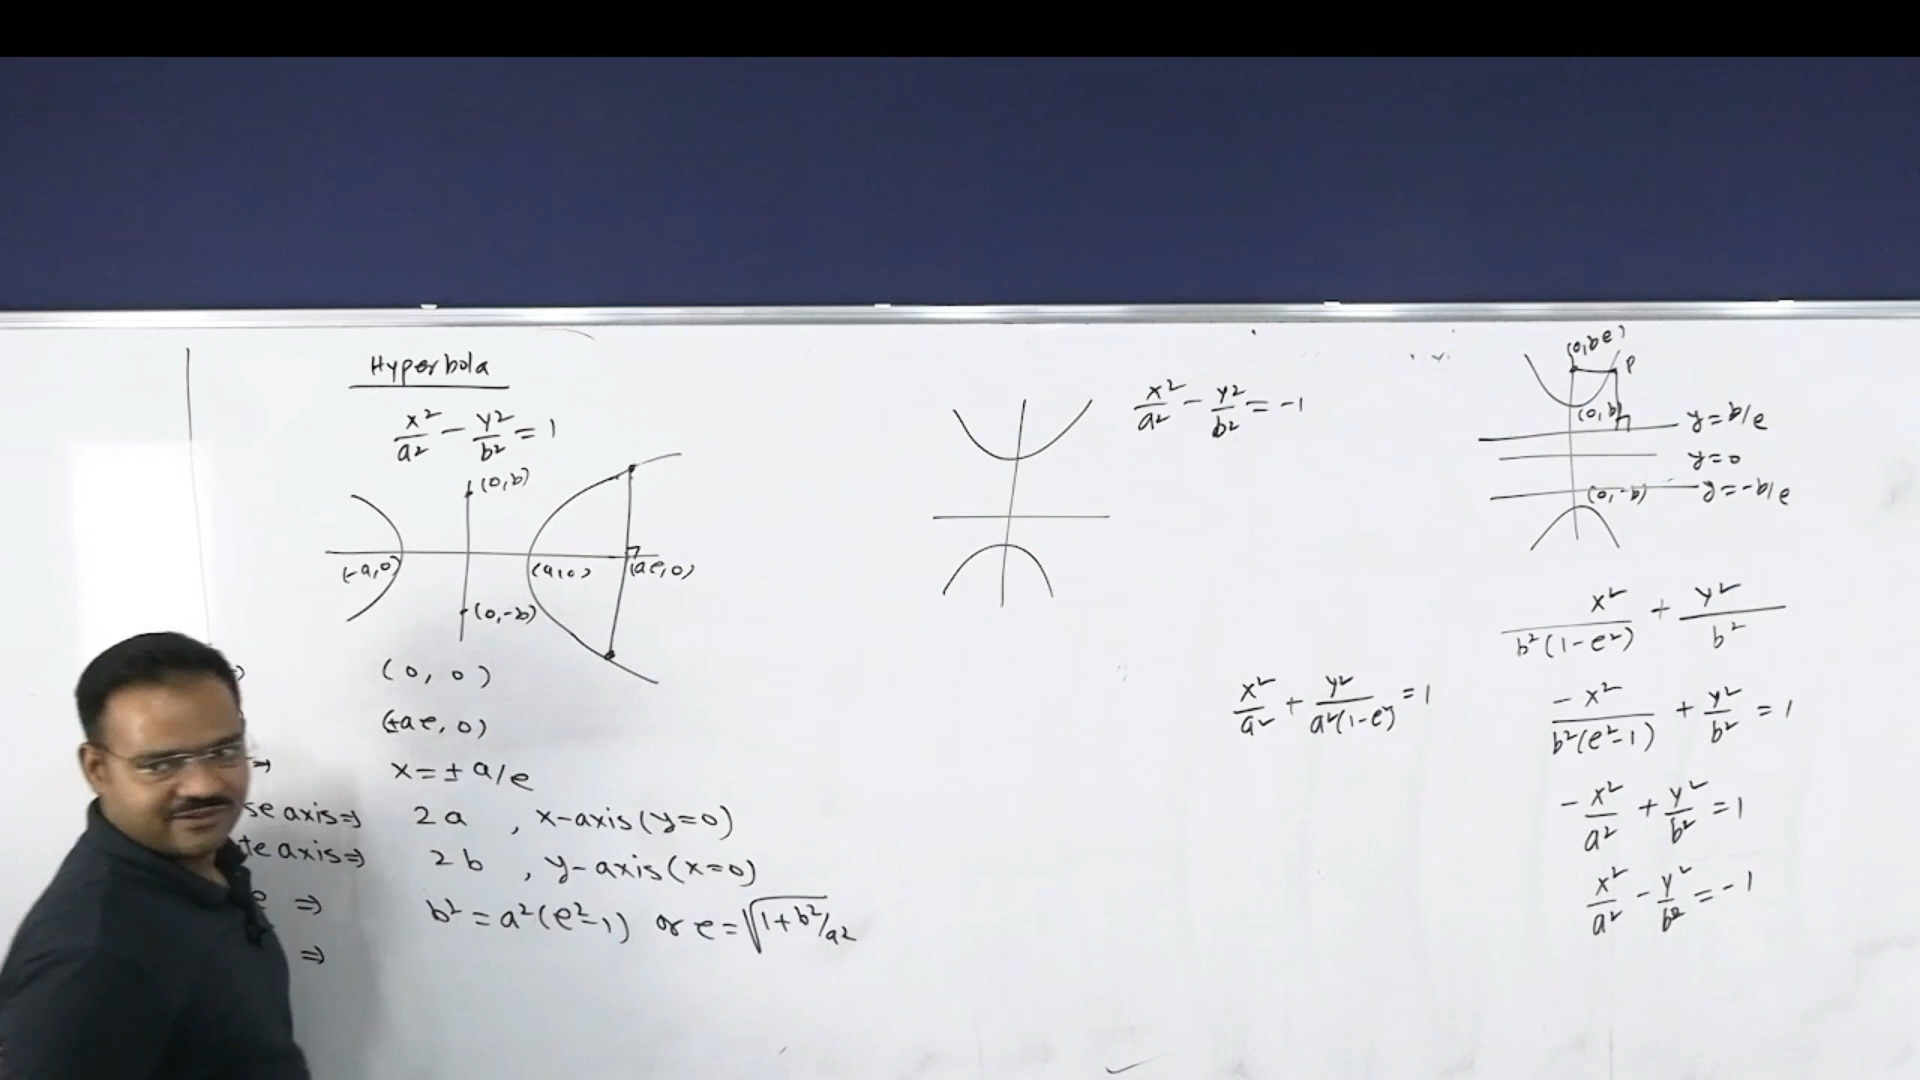 Hyperbola
x²/a² - y²/b² = 1
(0,b)
(-a,0) (a,0) (ae,0)
(0,-b)
(0, 0)
(±ae, 0)
⇒ x = ± a/e
se axis ⇒ 2a , x-axis (y=0)
te axis ⇒ 2b , y-axis (x=0)
e ⇒ b² = a²(e²-1) or e = √(1+b²/a²)
⇒
x²/a² - y²/b² = -1
x²/a² + y²/a²(1-e²) = 1
(0,be)
P
(0,b)
y = b/e
y = 0
(0,-b) y = -b/e
x²/b²(1-e²) + y²/b²
-x²/b²(e²-1) + y²/b² = 1
-x²/a² + y²/b² = 1
x²/a² - y²/b² = -1